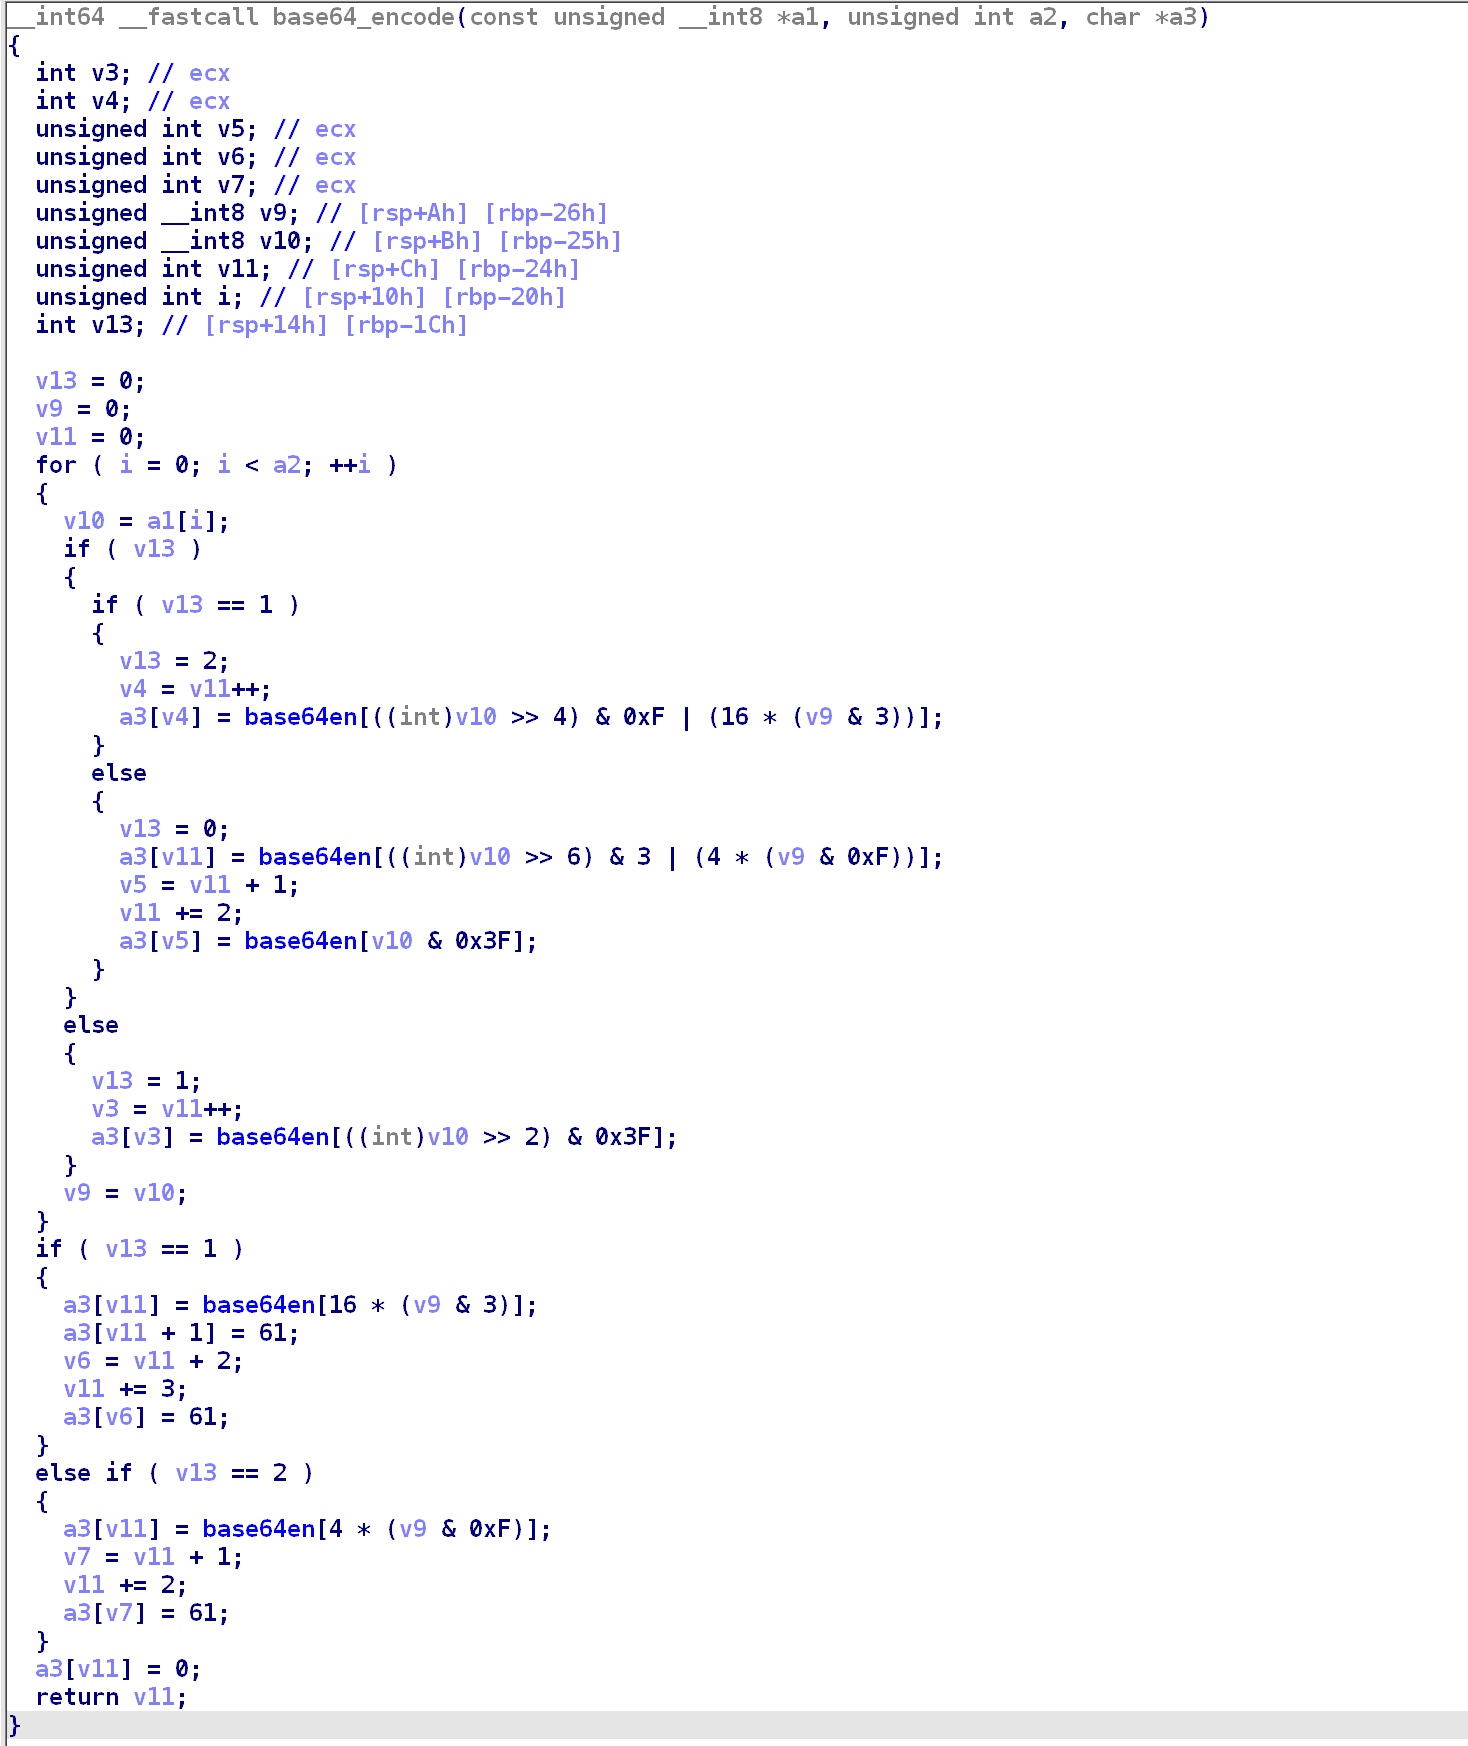 __int64 __fastcall base64_encode(const unsigned __int8 *a1, unsigned int a2, char *a3)
{
  int v3; // ecx
  int v4; // ecx
  unsigned int v5; // ecx
  unsigned int v6; // ecx
  unsigned int v7; // ecx
  unsigned __int8 v9; // [rsp+Ah] [rbp-26h]
  unsigned __int8 v10; // [rsp+Bh] [rbp-25h]
  unsigned int v11; // [rsp+Ch] [rbp-24h]
  unsigned int i; // [rsp+10h] [rbp-20h]
  int v13; // [rsp+14h] [rbp-1Ch]

  v13 = 0;
  v9 = 0;
  v11 = 0;
  for ( i = 0; i < a2; ++i )
  {
    v10 = a1[i];
    if ( v13 )
    {
      if ( v13 == 1 )
      {
        v13 = 2;
        v4 = v11++;
        a3[v4] = base64en[((int)v10 >> 4) & 0xF | (16 * (v9 & 3))];
      }
      else
      {
        v13 = 0;
        a3[v11] = base64en[((int)v10 >> 6) & 3 | (4 * (v9 & 0xF))];
        v5 = v11 + 1;
        v11 += 2;
        a3[v5] = base64en[v10 & 0x3F];
      }
    }
    else
    {
      v13 = 1;
      v3 = v11++;
      a3[v3] = base64en[((int)v10 >> 2) & 0x3F];
    }
    v9 = v10;
  }
  if ( v13 == 1 )
  {
    a3[v11] = base64en[16 * (v9 & 3)];
    a3[v11 + 1] = 61;
    v6 = v11 + 2;
    v11 += 3;
    a3[v6] = 61;
  }
  else if ( v13 == 2 )
  {
    a3[v11] = base64en[4 * (v9 & 0xF)];
    v7 = v11 + 1;
    v11 += 2;
    a3[v7] = 61;
  }
  a3[v11] = 0;
  return v11;
}